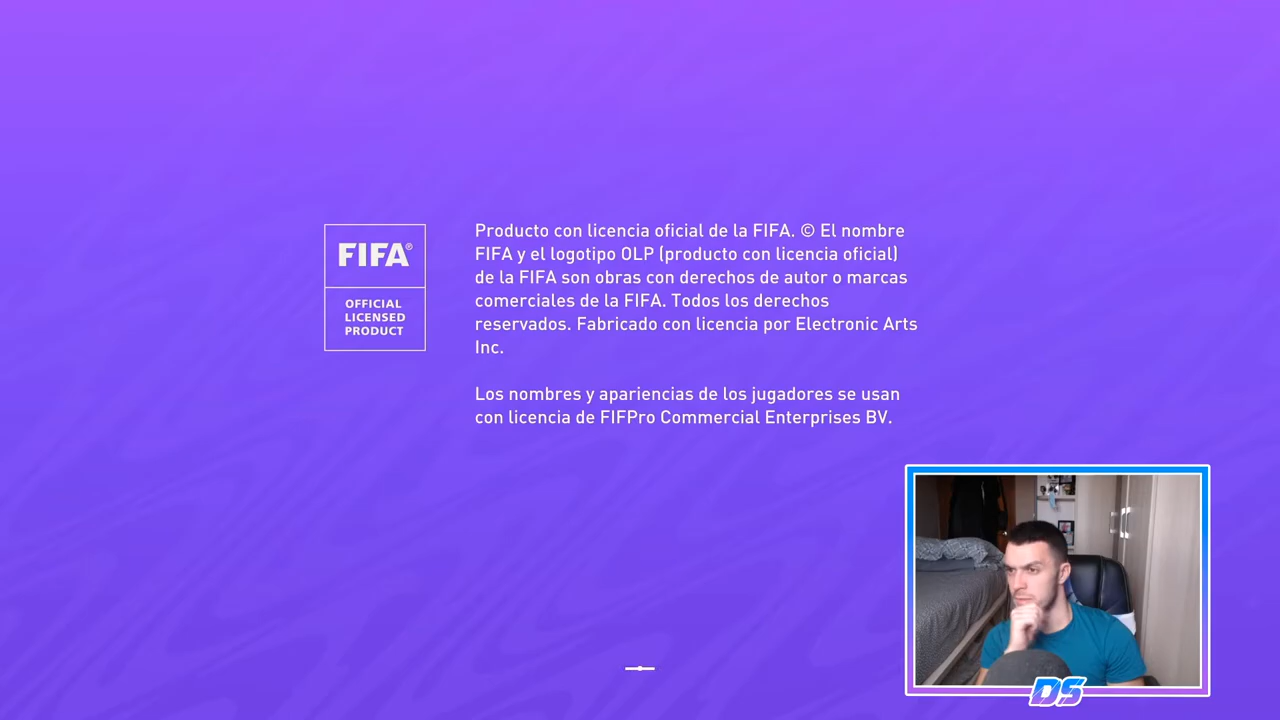 FIFA®
OFFICIAL
LICENSED
PRODUCT
Producto con licencia oficial de la FIFA. © El nombre
FIFA y el logotipo OLP (producto con licencia oficial)
de la FIFA son obras con derechos de autor o marcas
comerciales de la FIFA. Todos los derechos
reservados. Fabricado con licencia por Electronic Arts
Inc.
Los nombres y apariencias de los jugadores se usan
con licencia de FIFPro Commercial Enterprises BV.
DS